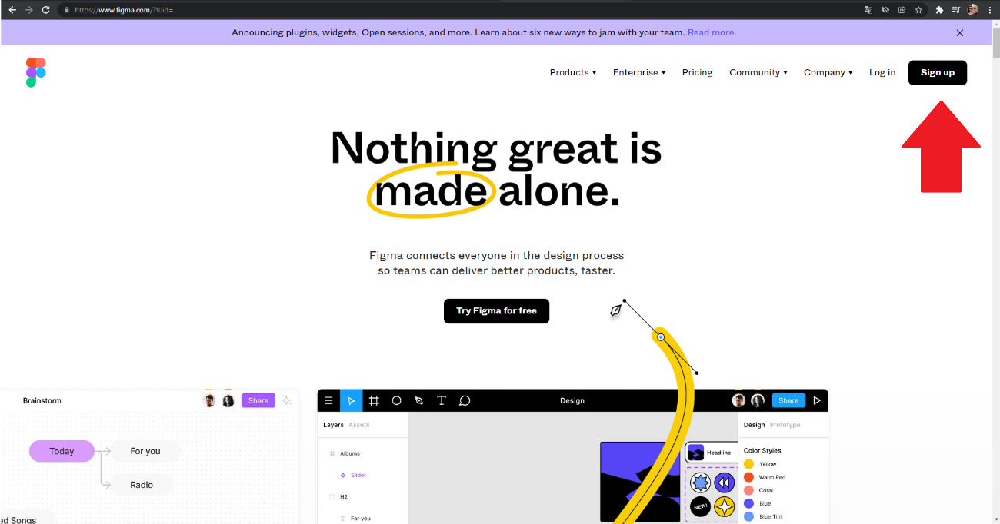 https://www.figma.com/?fuid=
Announcing plugins, widgets, Open sessions, and more. Learn about six new ways to jam with your team. Read more.
Products Enterprise Pricing Community Company Log in Sign up
Nothing great is
made alone.
Figma connects everyone in the design process
so teams can deliver better products, faster.
Try Figma for free
Brainstorm Share
Today For you
Radio
ed Songs
Design Share
Layers Assets
Albums
Slider
H2
For you
Headline
NEW!
Design Prototype
Color Styles
Yellow
Warm Red
Coral
Blue
Blue Tint